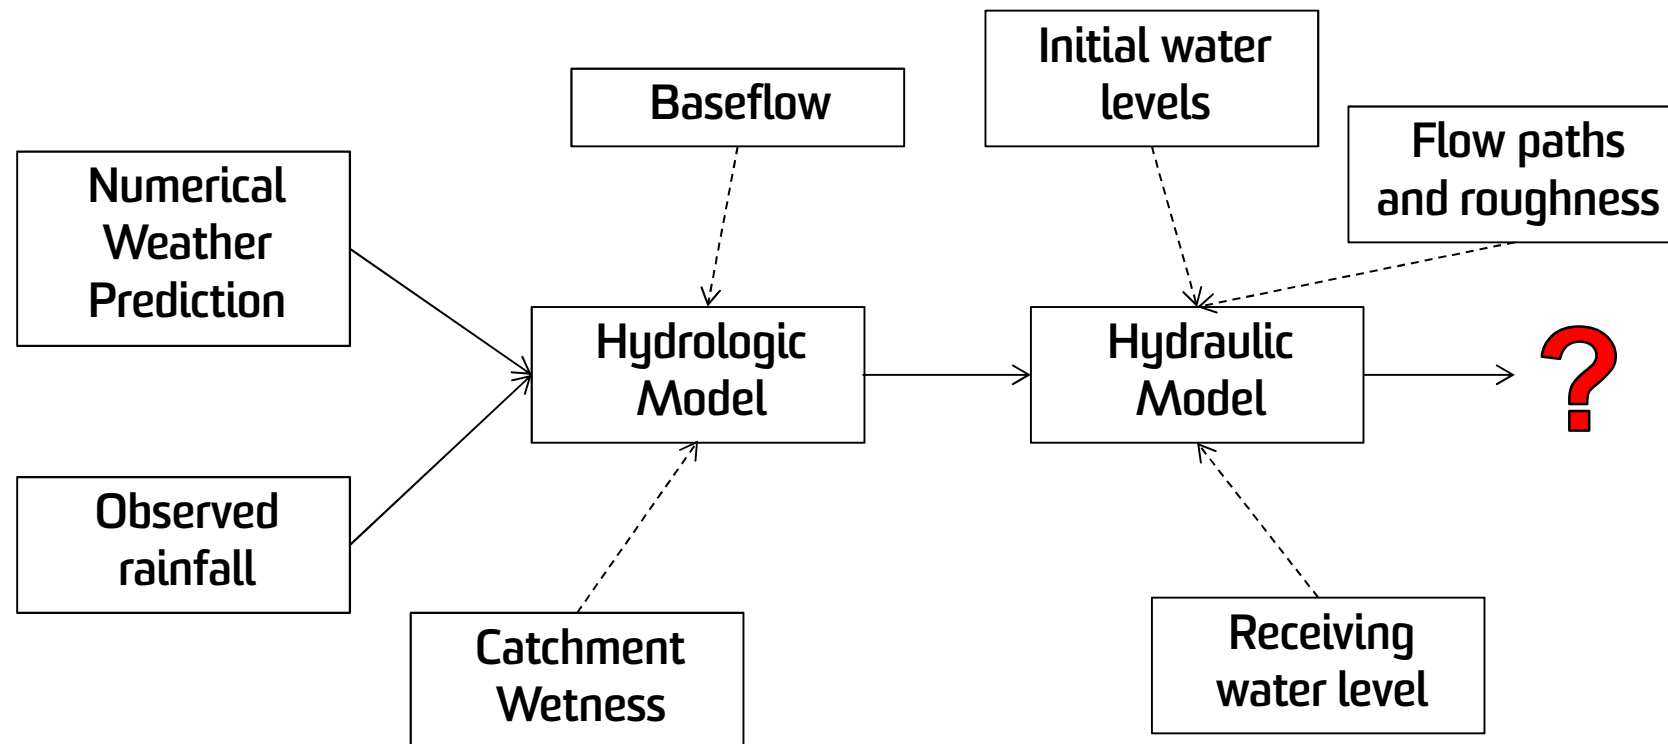 Initial water
levels
Baseflow
Flow paths
and roughness
Numerical
Weather
Prediction
Hydrologic
Model
Hydraulic
Model
?
Observed
rainfall
Catchment
Wetness
Receiving
water level